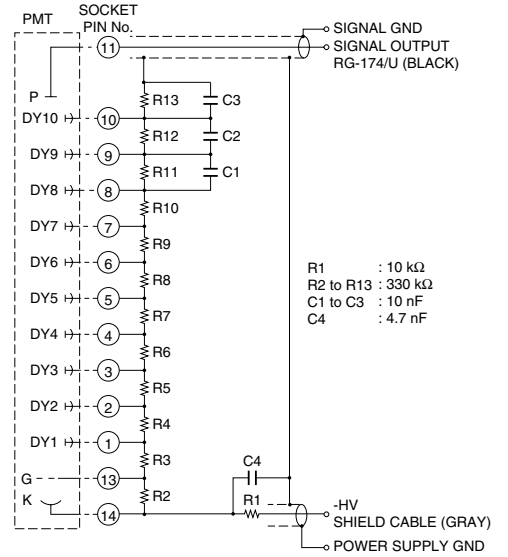 PMT
SOCKET
PIN No.
SIGNAL GND
11
SIGNAL OUTPUT
RG-174/U (BLACK)
P
R13
C3
DY10
10
R12
C2
DY9
9
R11
C1
DY8
8
R10
DY7
7
R9
DY6
6
R8
DY5
5
R7
DY4
4
R6
DY3
3
R5
DY2
2
R4
DY1
1
R3
G
13
K
R2
14
R1 : 10 kΩ
R2 to R13 : 330 kΩ
C1 to C3 : 10 nF
C4 : 4.7 nF
C4
R1
-HV
SHIELD CABLE (GRAY)
POWER SUPPLY GND